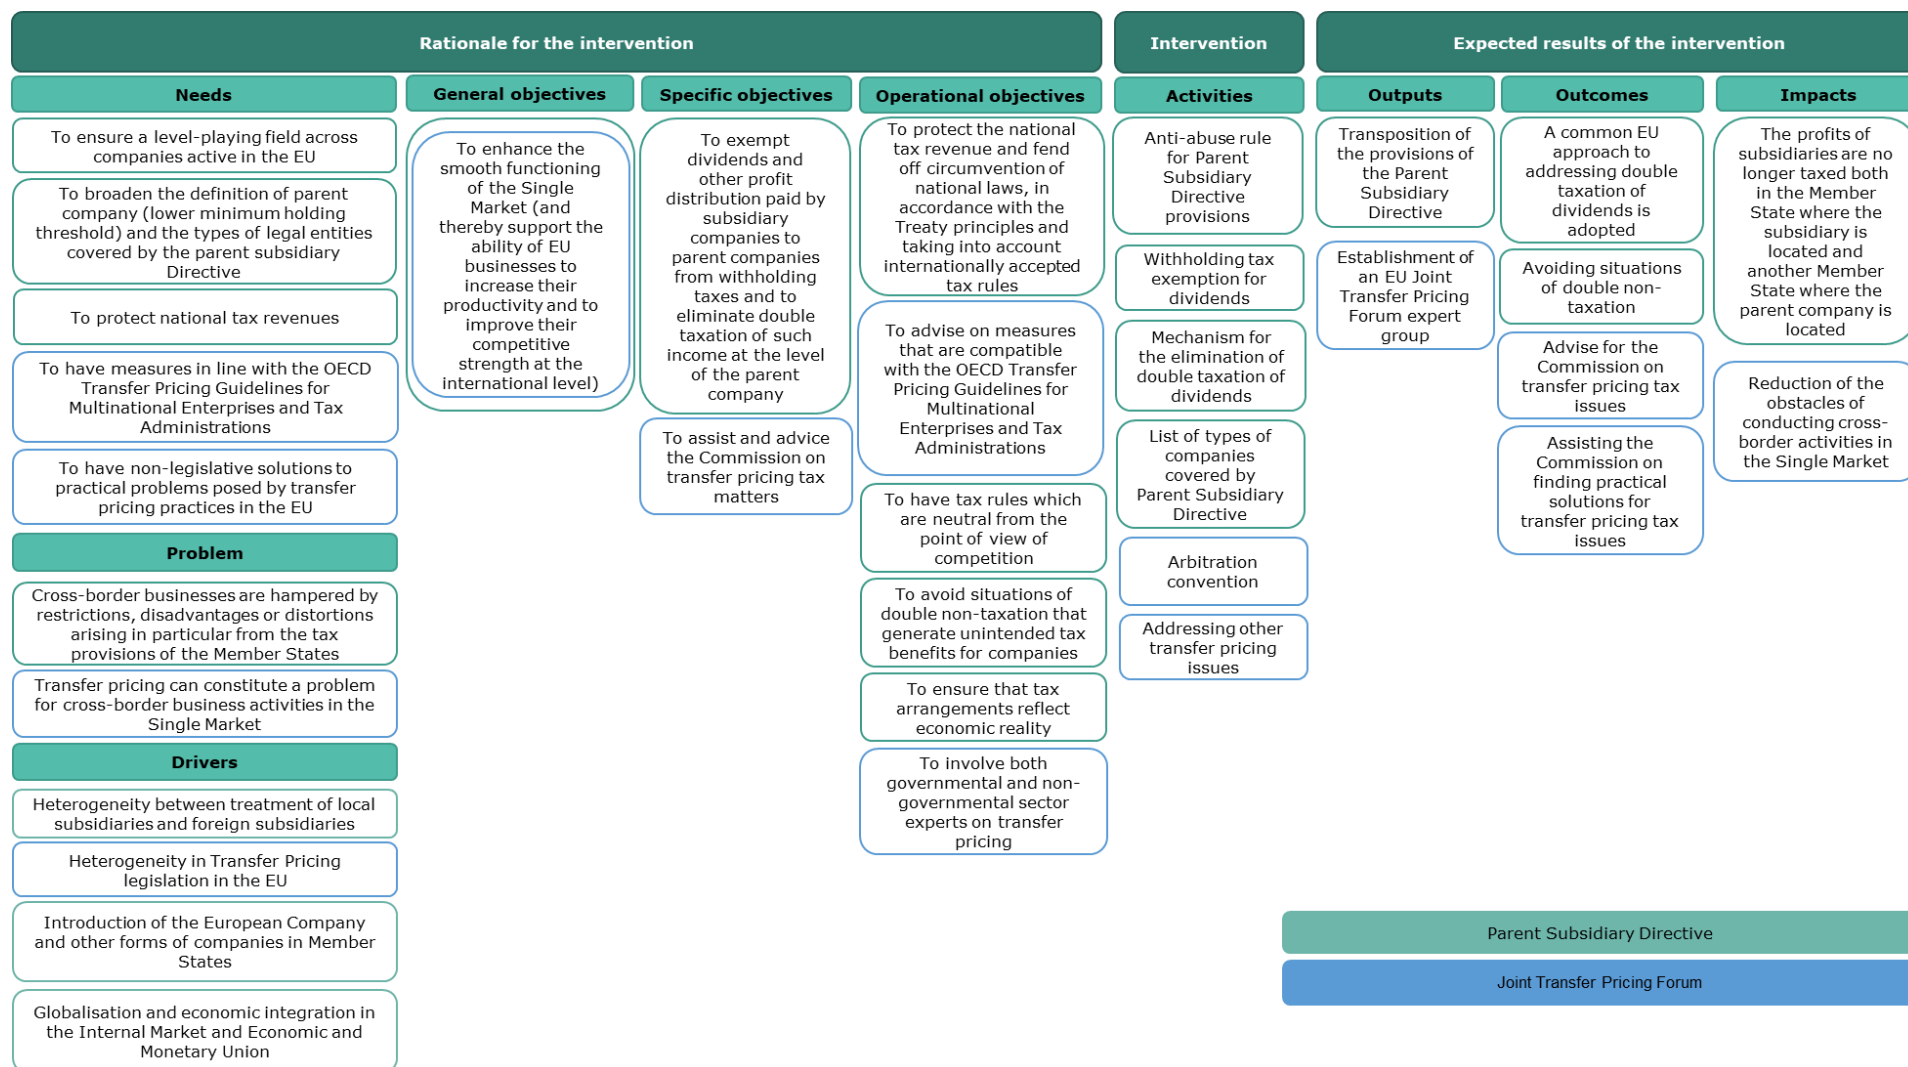 Rationale for the intervention
Intervention
Expected results of the intervention
Needs
To ensure a level-playing field across
companies active in the EU
To broaden the definition of parent
company (lower minimum holding
threshold) and the types of legal entities
covered by the parent subsidiary
Directive
To protect national tax revenues
To have measures in line with the OECD
Transfer Pricing Guidelines for
Multinational Enterprises and Tax
Administrations
To have non-legislative solutions to
practical problems posed by transfer
pricing practices in the EU
Problem
Cross-border businesses are hampered by
restrictions, disadvantages or distortions
arising in particular from the tax
provisions of the Member States
Transfer pricing can constitute a problem
for cross-border business activities in the
Single Market
Drivers
Heterogeneity between treatment of local
subsidiaries and foreign subsidiaries
Heterogeneity in Transfer Pricing
legislation in the EU
Introduction of the European Company
and other forms of companies in Member
States
Globalisation and economic integration in
the Internal Market and Economic and
Monetary Union
General objectives
To enhance the
smooth functioning
of the Single
Market (and
thereby support the
ability of EU
businesses to
increase their
productivity and to
improve their
competitive
strength at the
international level)
Specific objectives
To exempt
dividends and
other profit
distribution paid by
subsidiary
companies to
parent companies
from withholding
taxes and to
eliminate double
taxation of such
income at the level
of the parent
company
To assist and advice
the Commission on
transfer pricing tax
matters
Operational objectives
To protect the national
tax revenue and fend
off circumvention of
national laws, in
accordance with the
Treaty principles and
taking into account
internationally accepted
tax rules
To advise on measures
that are compatible
with the OECD Transfer
Pricing Guidelines for
Multinational
Enterprises and Tax
Administrations
To have tax rules which
are neutral from the
point of view of
competition
To avoid situations of
double non-taxation that
generate unintended tax
benefits for companies
To ensure that tax
arrangements reflect
economic reality
To involve both
governmental and non-
governmental sector
experts on transfer
pricing
Activities
Anti-abuse rule
for Parent
Subsidiary
Directive
provisions
Withholding tax
exemption for
dividends
Mechanism for
the elimination of
double taxation of
dividends
List of types of
companies
covered by
Parent Subsidiary
Directive
Arbitration
convention
Addressing other
transfer pricing
issues
Outputs
Transposition of
the provisions of
the Parent
Subsidiary
Directive
Establishment of
an EU Joint
Transfer Pricing
Forum expert
group
Outcomes
A common EU
approach to
addressing double
taxation of
dividends is
adopted
Avoiding situations
of double non-
taxation
Advise for the
Commission on
transfer pricing tax
issues
Assisting the
Commission on
finding practical
solutions for
transfer pricing tax
issues
Impacts
The profits of
subsidiaries are no
longer taxed both
in the Member
State where the
subsidiary is
located and
another Member
State where the
parent company is
located
Reduction of the
obstacles of
conducting cross-
border activities in
the Single Market
Parent Subsidiary Directive
Joint Transfer Pricing Forum